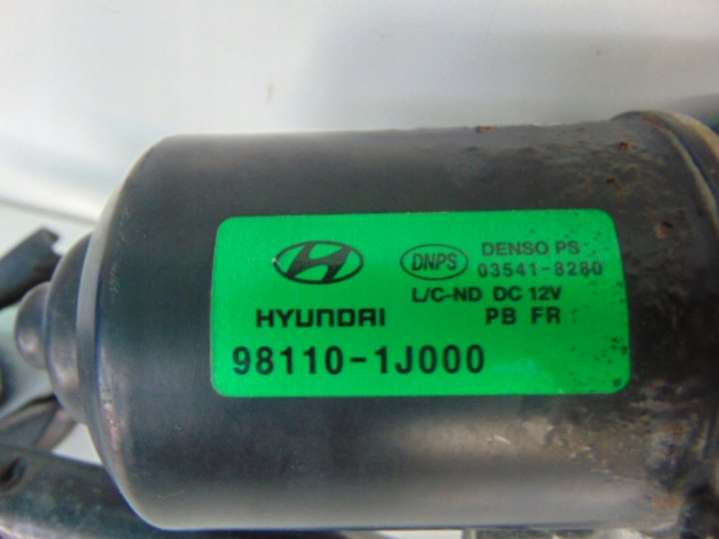 DNPS DENSO PS
03541-8280
L/C-ND DC 12V
HYUNDAI PB FR
98110-1J000